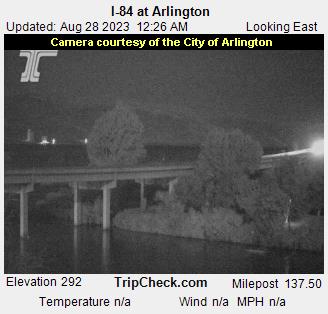 I-84 at Arlington
Updated: Aug 28 2023 12:26 AM Looking East
Camera courtesy of the City of Arlington
Elevation 292 TripCheck.com Milepost 137.50
Temperature n/a Wind n/a MPH n/a